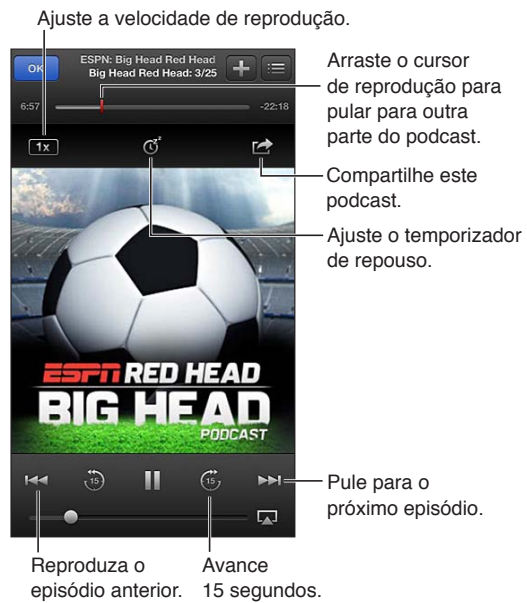 Ajuste a velocidade de reprodução.
OK
ESPN: Big Head Red Head
Big Head Red Head: 3/25
6:57
-22:18
1x
Arraste o cursor
de reprodução para
pular para outra
parte do podcast.
Compartilhe este
podcast.
Ajuste o temporizador
de repouso.
ESPN RED HEAD
BIG HEAD
PODCAST
15
15
Pule para o
próximo episódio.
Reproduza o
episódio anterior.
Avance
15 segundos.